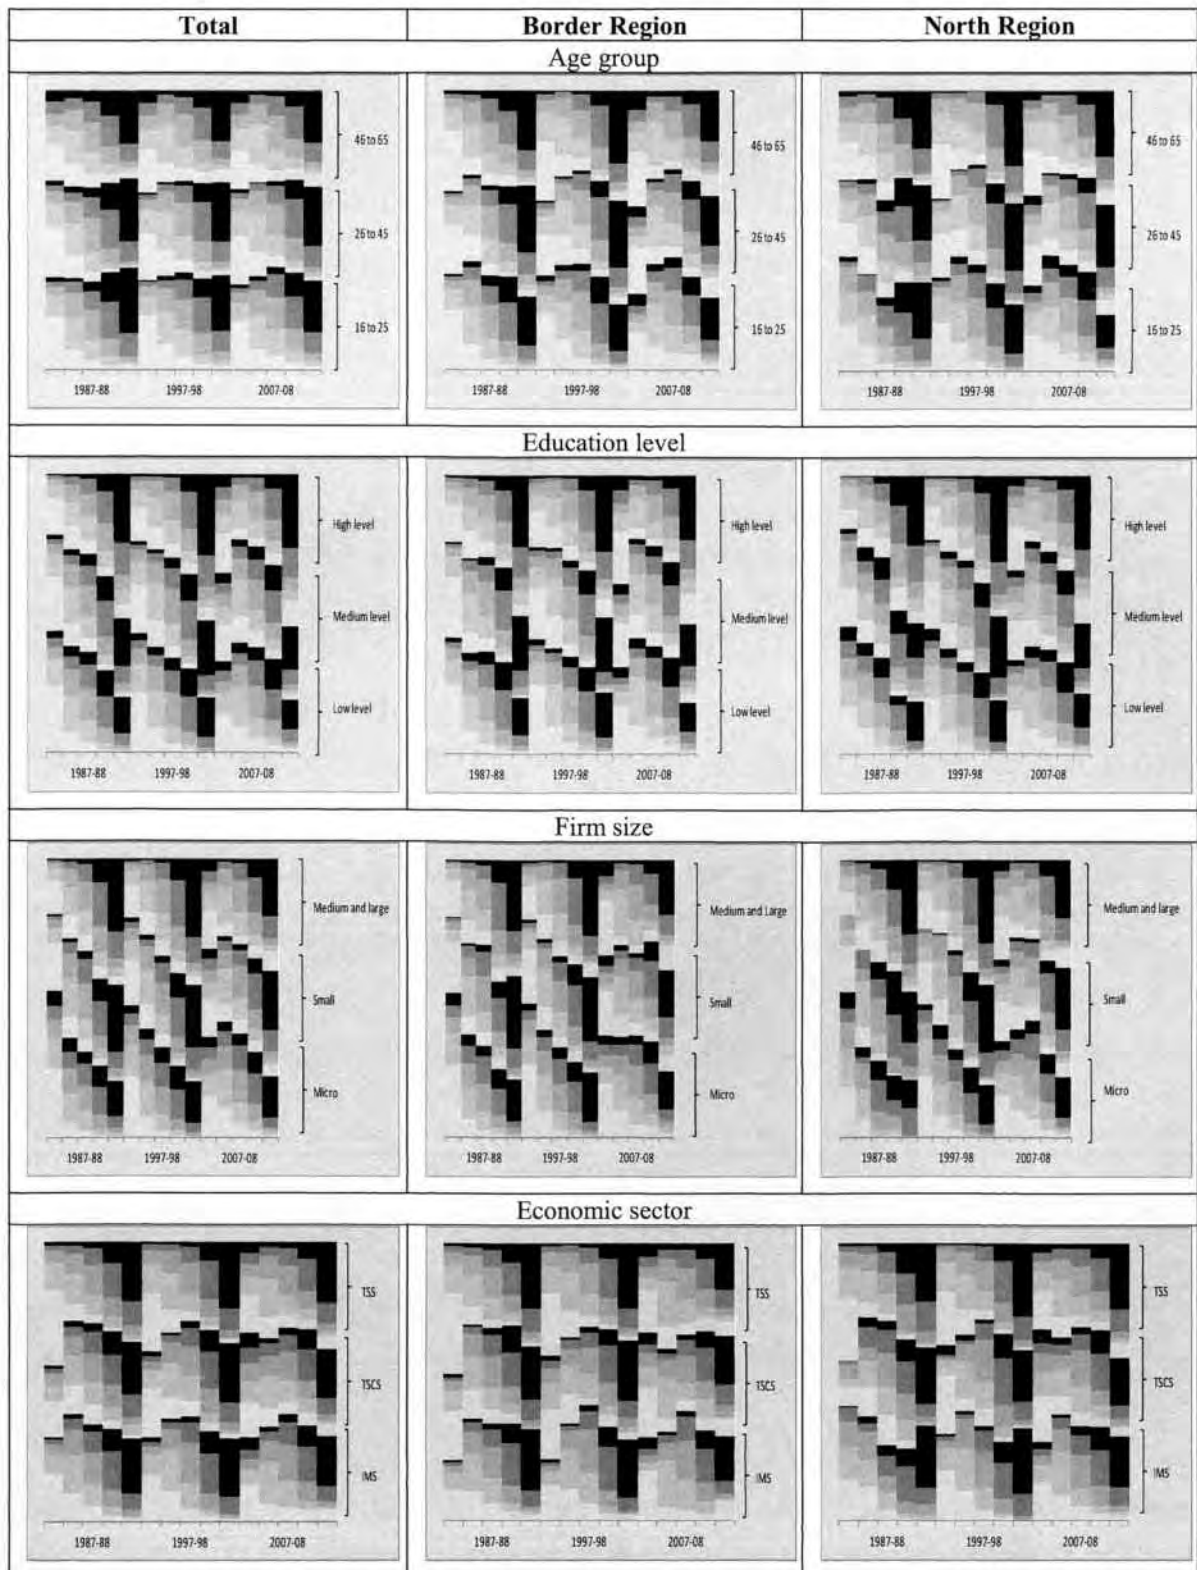 Total Border Region North Region
Age group
46 to 65
26 to 45
16 to 25
1987-88 1997-98 2007-08
46 to 65
26 to 45
16 to 25
1987-88 1997-98 2007-08
46 to 65
26 to 45
16 to 25
1987-88 1997-98 2007-08
Education level
High level
Medium level
Low level
1987-88 1997-98 2007-08
High level
Medium level
Low level
1987-88 1997-98 2007-08
High level
Medium level
Low level
1987-88 1997-98 2007-08
Firm size
Medium and large
Small
Micro
1987-88 1997-98 2007-08
Medium and Large
Small
Micro
1987-88 1997-98 2007-08
Medium and large
Small
Micro
1987-88 1997-98 2007-08
Economic sector
TSS
TSCS
IMS
1987-88 1997-98 2007-08
TSS
TSCS
IMS
1987-88 1997-98 2007-08
TSS
TSCS
IMS
1987-88 1997-98 2007-08